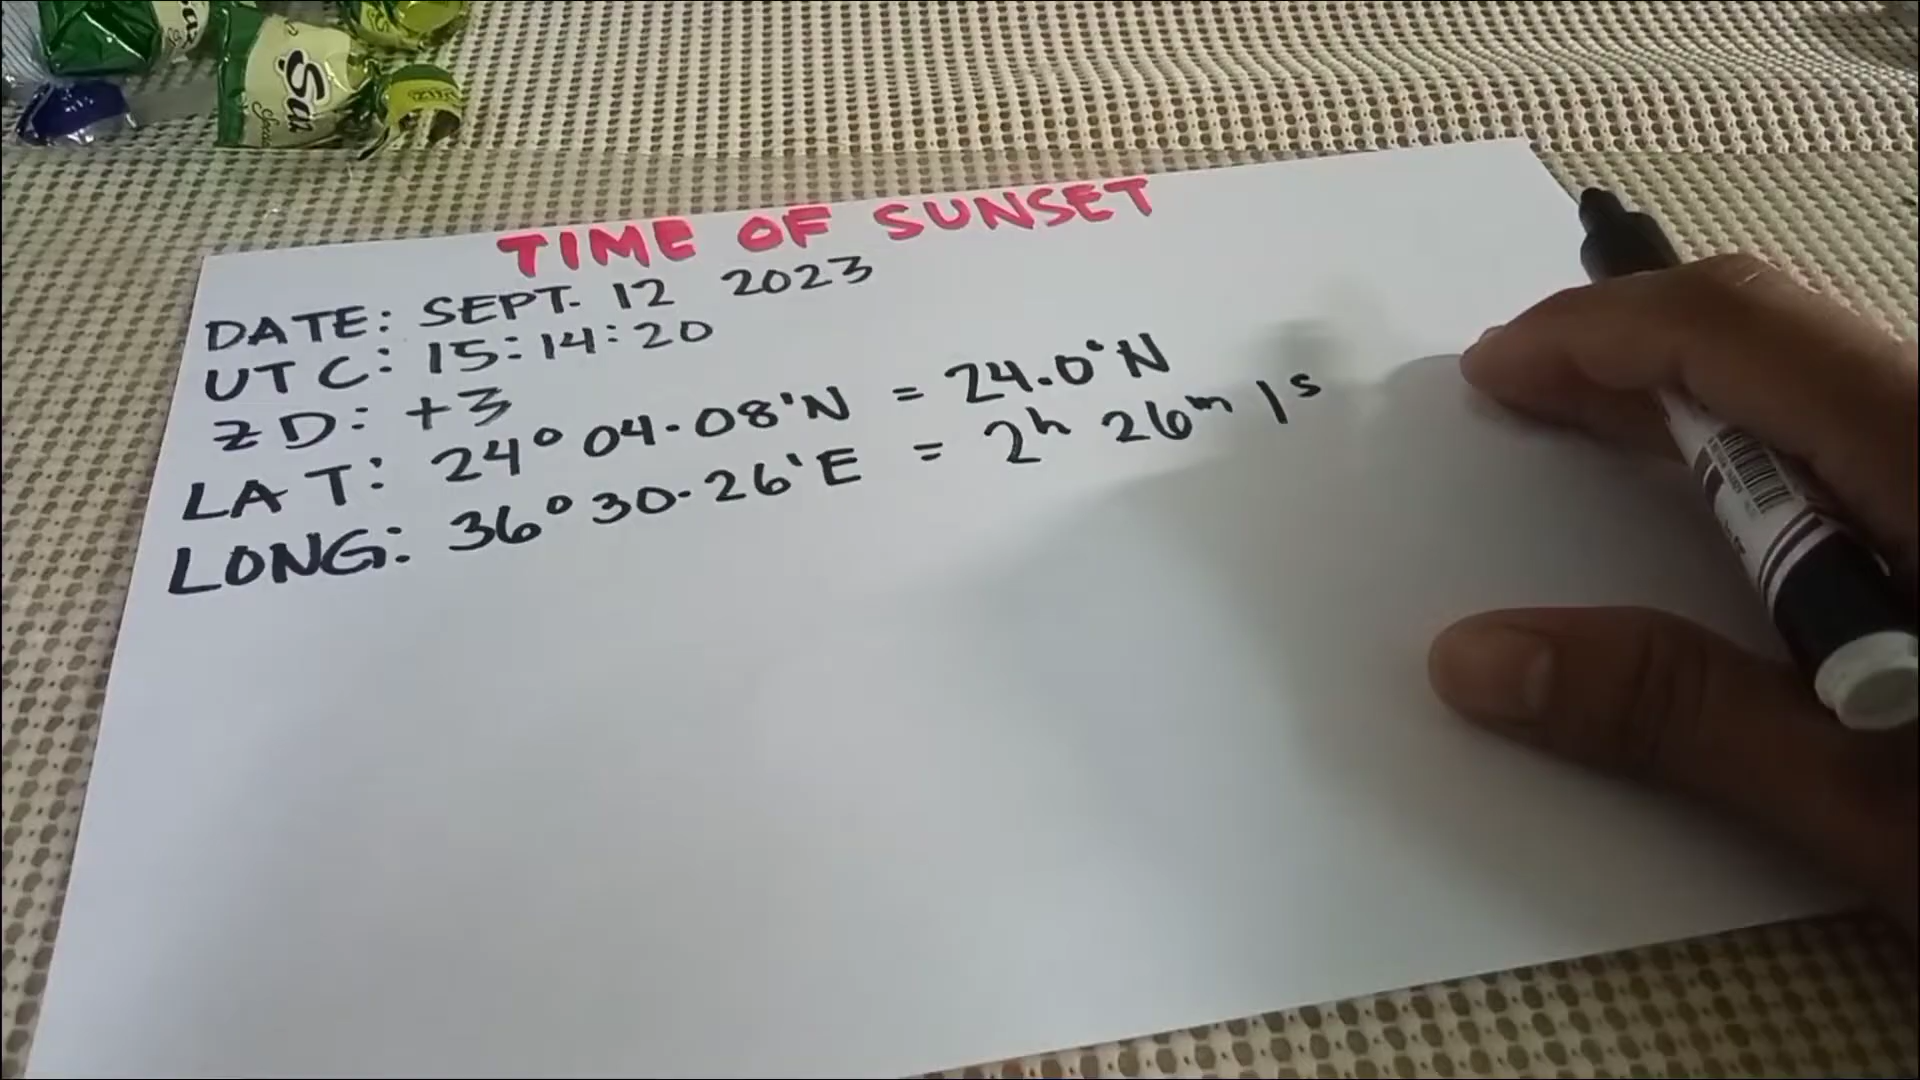 Sun
TIME OF SUNSET
DATE: SEPT. 12 2023
UTC: 15:14:20
ZD: +3
LAT: 24° 04.08'N = 24.0°N
LONG: 36° 30.26'E = 2h 26m 1s